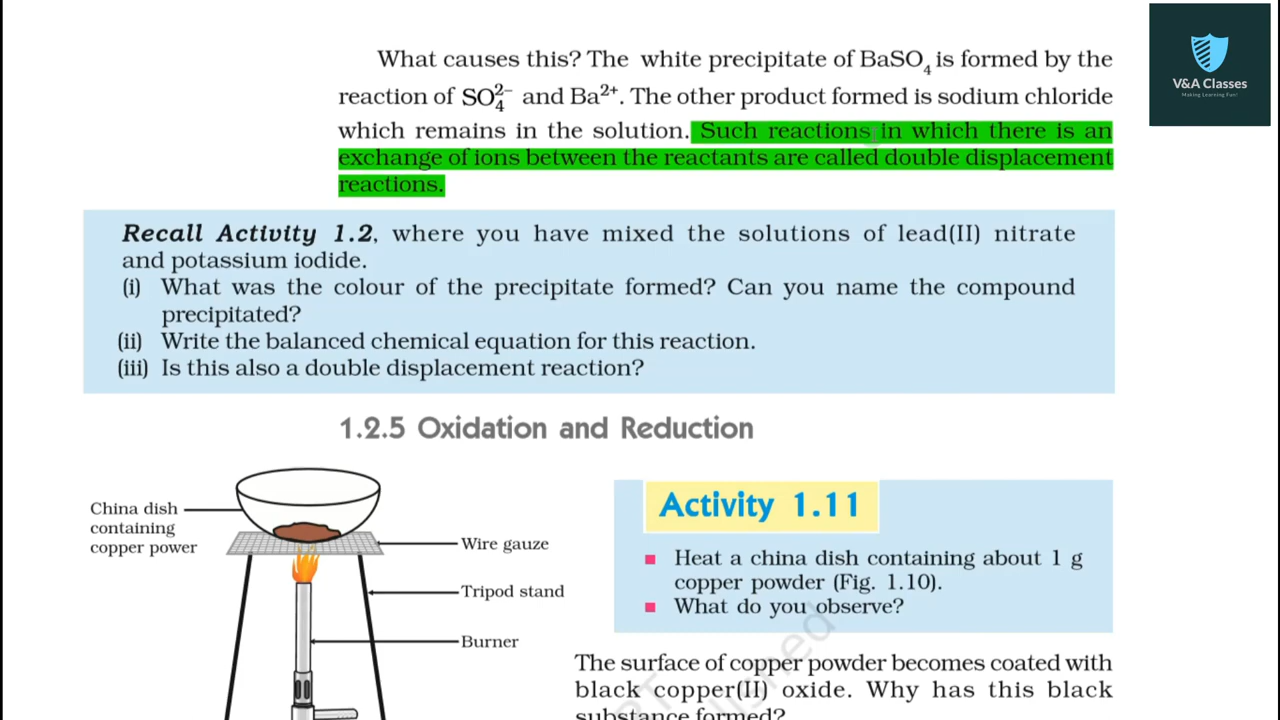 V&A Classes
Making Learning Fun!
What causes this? The white precipitate of BaSO₄ is formed by the
reaction of SO₄²⁻ and Ba²⁺. The other product formed is sodium chloride
which remains in the solution. Such reactions in which there is an
exchange of ions between the reactants are called double displacement
reactions.
Recall Activity 1.2, where you have mixed the solutions of lead(II) nitrate
and potassium iodide.
(i) What was the colour of the precipitate formed? Can you name the compound
precipitated?
(ii) Write the balanced chemical equation for this reaction.
(iii) Is this also a double displacement reaction?
1.2.5 Oxidation and Reduction
China dish
containing
copper power
Wire gauze
Tripod stand
Burner
Activity 1.11
Heat a china dish containing about 1 g
copper powder (Fig. 1.10).
What do you observe?
The surface of copper powder becomes coated with
black copper(II) oxide. Why has this black
substance formed?